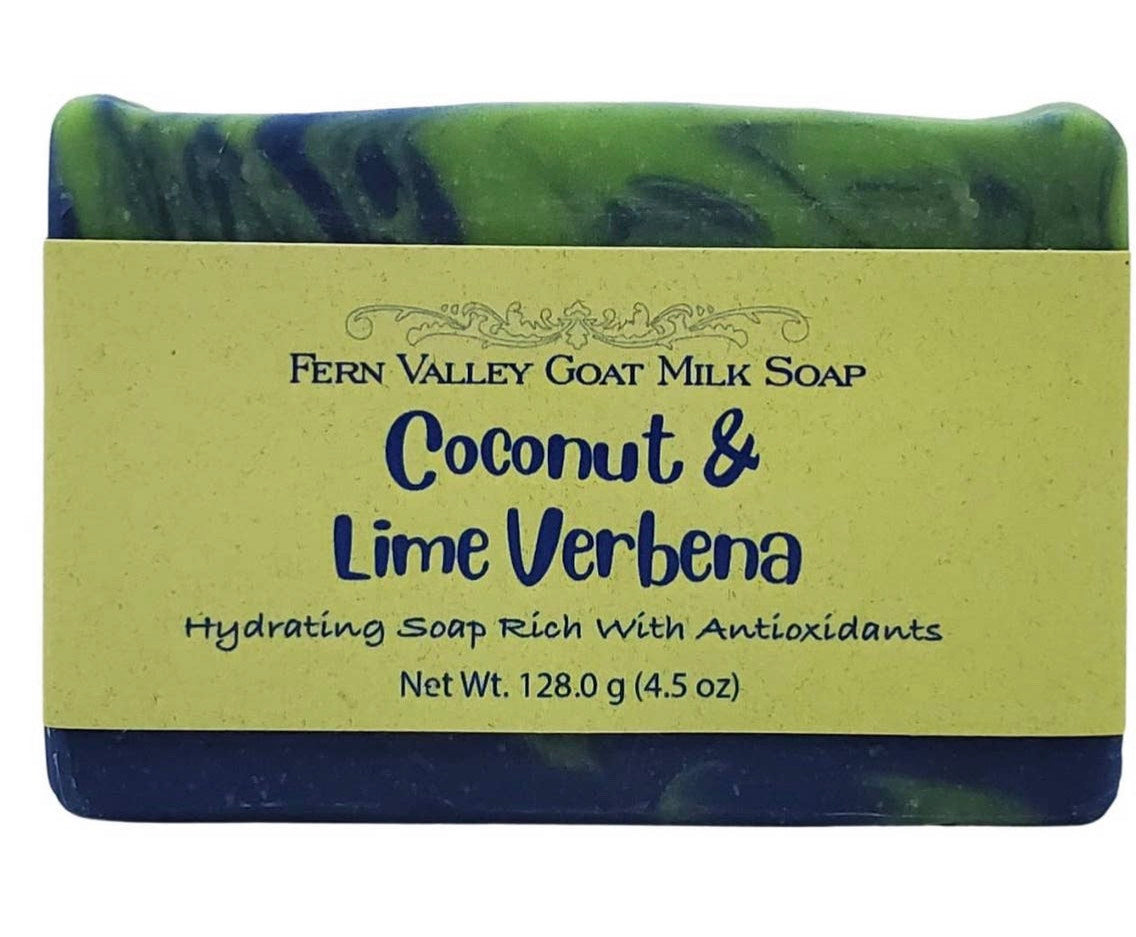 Fern Valley Goat Milk Soap
Coconut &
Lime Verbena
Hydrating Soap Rich With Antioxidants
Net Wt. 128.0 g (4.5 oz)